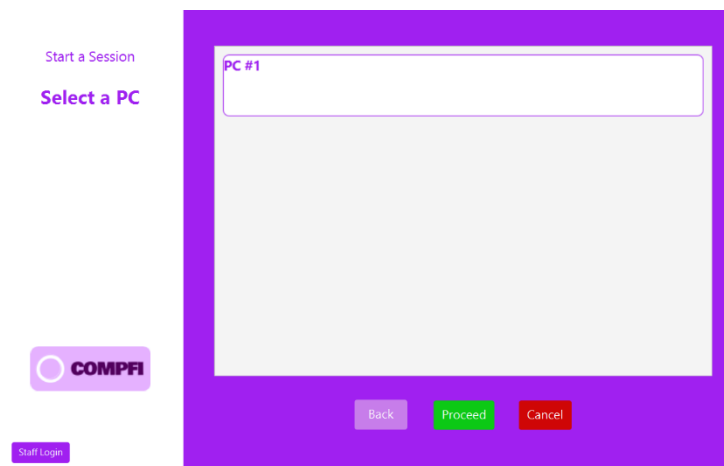 Start a Session
Select a PC
COMPFI
Staff Login
PC #1
Back
Proceed
Cancel